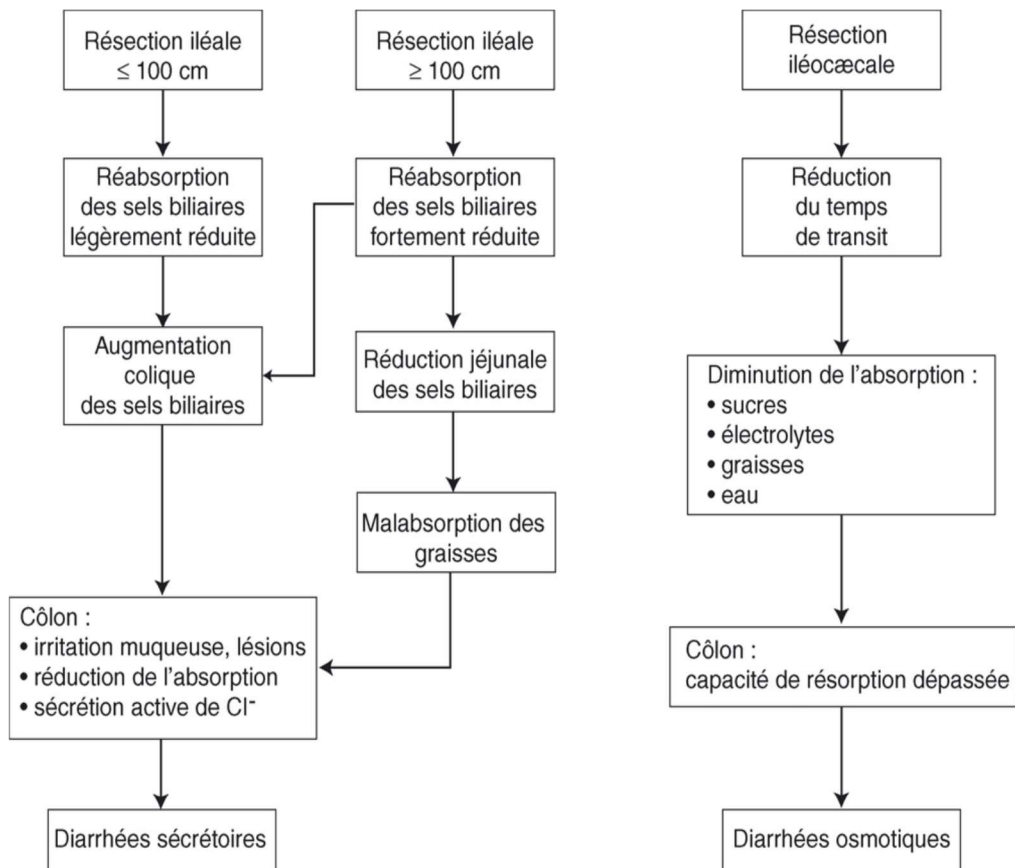 Résection iléale
≤ 100 cm
Résection iléale
≥ 100 cm
Résection
iléocæcale
Réabsorption
des sels biliaires
légèrement réduite
Réabsorption
des sels biliaires
fortement réduite
Réduction
du temps
de transit
Augmentation
colique
des sels biliaires
Réduction jéjunale
des sels biliaires
Diminution de l’absorption :
• sucres
• électrolytes
• graisses
• eau
Malabsorption des
graisses
Côlon :
• irritation muqueuse, lésions
• réduction de l’absorption
• sécrétion active de Cl⁻
Côlon :
capacité de résorption dépassée
Diarrhées sécrétoires
Diarrhées osmotiques